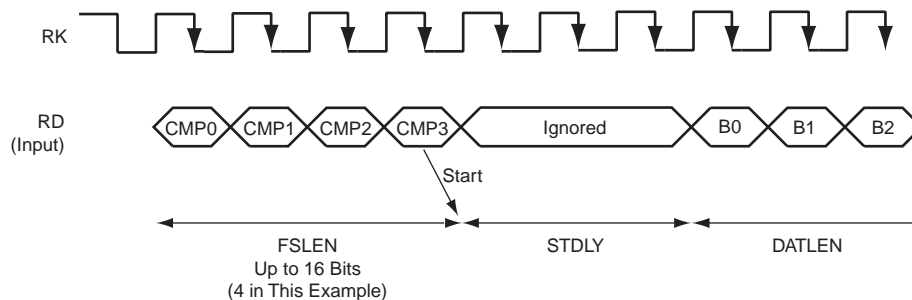 RK
RD
(Input)
CMP0 CMP1 CMP2 CMP3 Ignored B0 B1 B2
Start
FSLEN STDLY DATLEN
Up to 16 Bits
(4 in This Example)